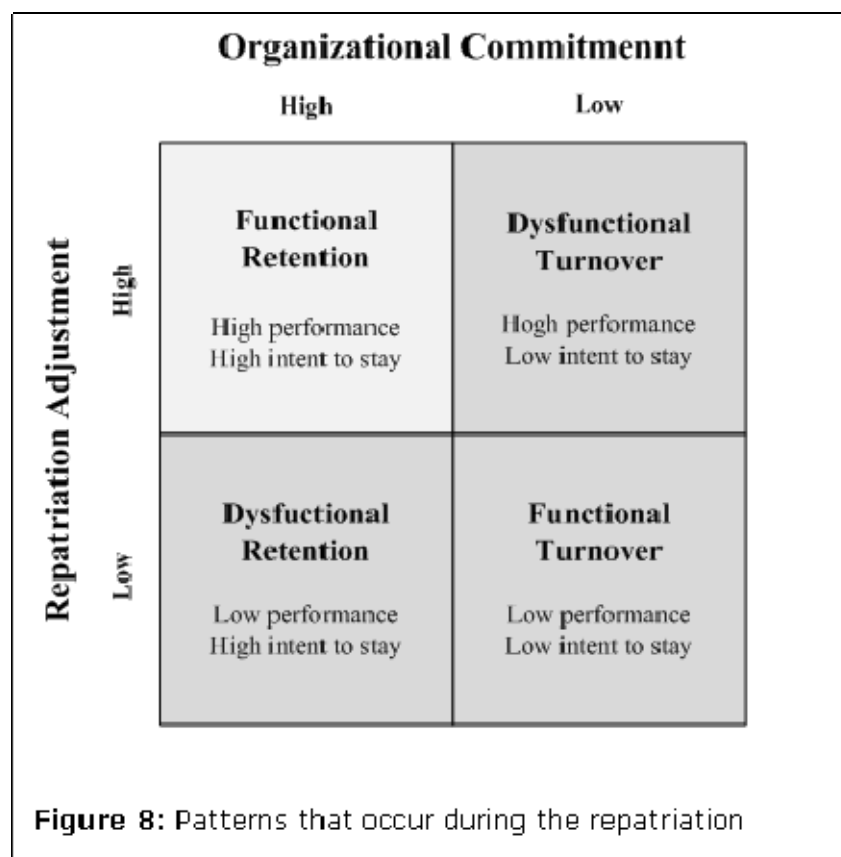 Organizational Commitmennt
High
Low
Repatriation Adjustment
High
Functional
Retention
High performance
High intent to stay
Dysfunctional
Turnover
Hogh performance
Low intent to stay
Low
Dysfuctional
Retention
Low performance
High intent to stay
Functional
Turnover
Low performance
Low intent to stay
Figure 8: Patterns that occur during the repatriation